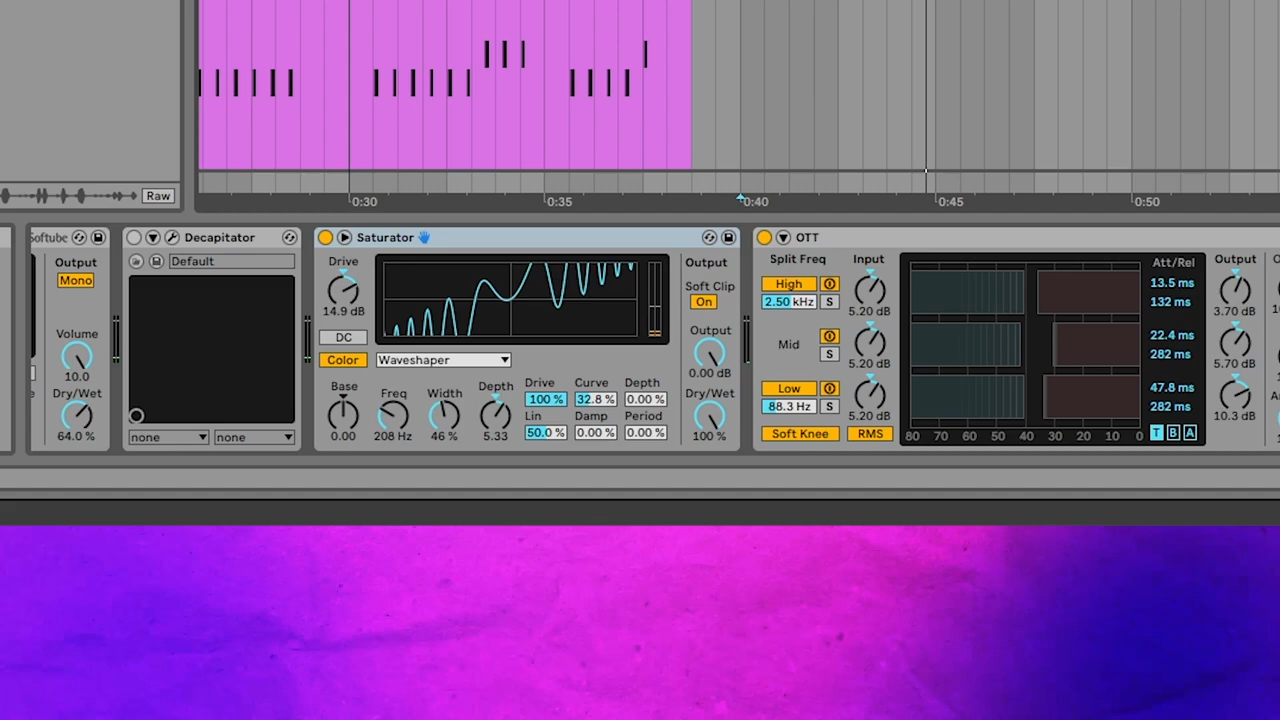 Raw
0:30 0:35 0:40 0:45 0:50
Softube
Output
Mono
Volume
10.0
Dry/Wet
64.0 %
Decapitator
Default
none none
Saturator
Drive
14.9 dB
DC
Color Waveshaper
Base Freq Width Depth
0.00 208 Hz 46 % 5.33
Drive Curve Depth
100 % 32.8 % 0.00 %
Lin Damp Period
50.0 % 0.00 % 0.00 %
Output
Soft Clip
On
Output
0.00 dB
Dry/Wet
100 %
OTT
Split Freq Input
High
2.50 kHz S 5.20 dB
Mid
S 5.20 dB
Low
88.3 Hz S 5.20 dB
Soft Knee RMS
80 70 60 50 40 30 20 10 0
Att/Rel
13.5 ms
132 ms
22.4 ms
282 ms
47.8 ms
282 ms
T B A
Output
3.70 dB
5.70 dB
10.3 dB